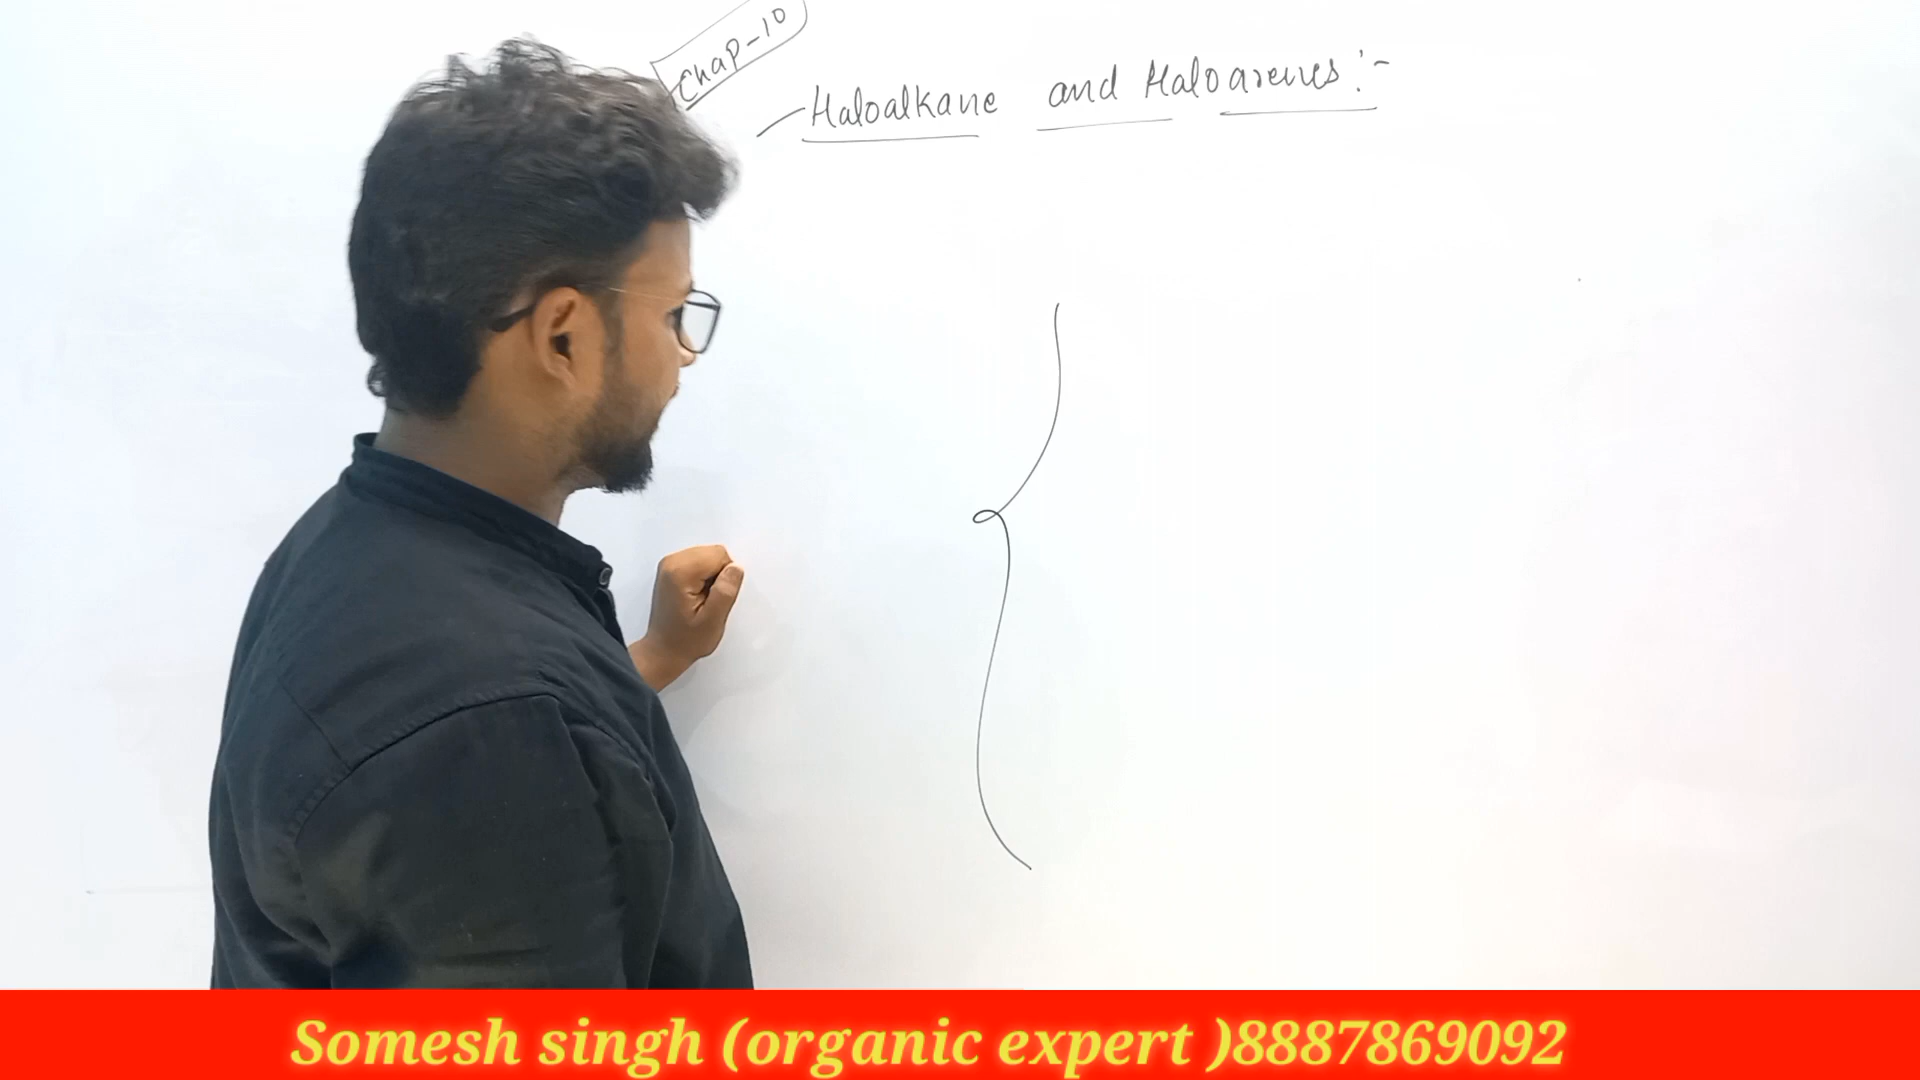 Chap-10
Haloalkane and Haloarenes:-
Somesh singh (organic expert )8887869092